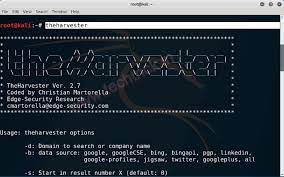 root@kali: ~
root@kali:~# theharvester
*******************************************************************
theHarvester
* TheHarvester Ver. 2.7
* Coded by Christian Martorella
* Edge-Security Research
* cmartorella@edge-security.com
*******************************************************************
Usage: theharvester options
-d: Domain to search or company name
-b: data source: google, googleCSE, bing, bingapi, pgp, linkedin,
google-profiles, jigsaw, twitter, googleplus, all
-s: Start in result number X (default: 0)